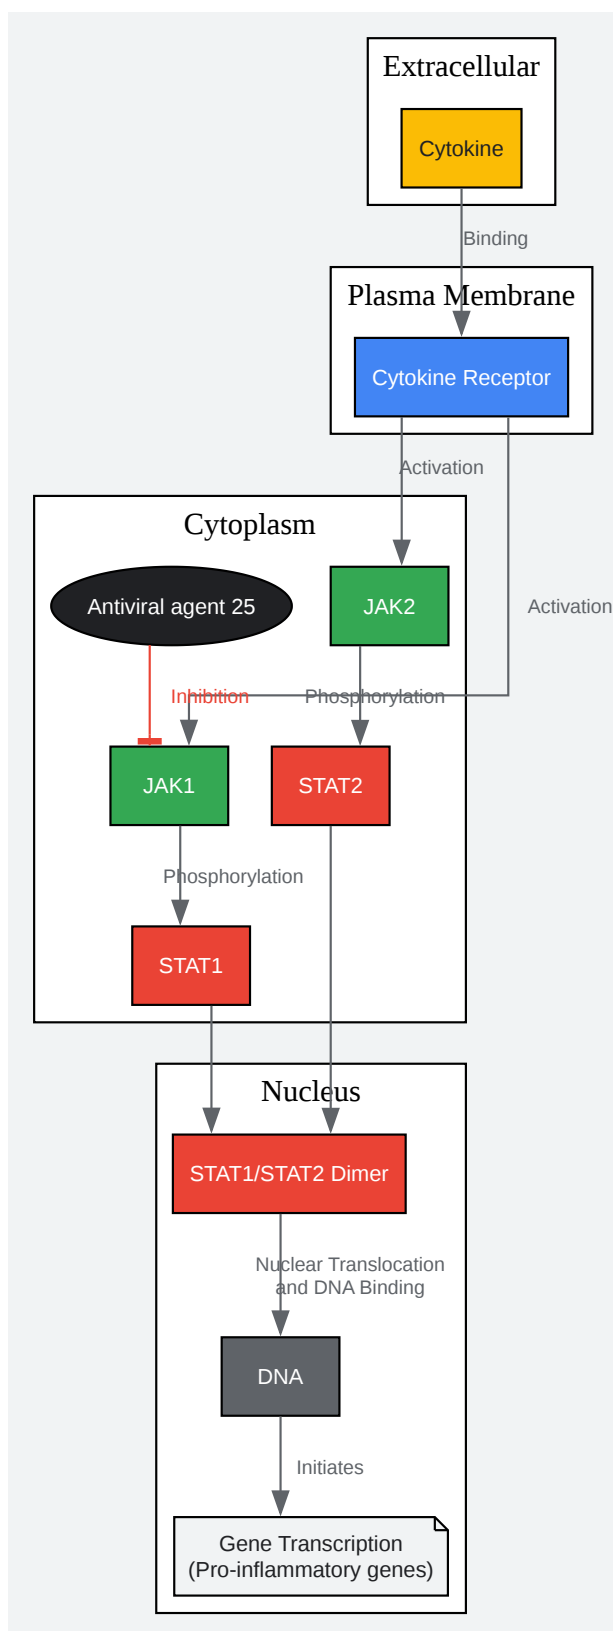 Extracellular
Cytokine
Binding
Plasma Membrane
Cytokine Receptor
Activation
Cytoplasm
Antiviral agent 25
JAK2
Activation
Inhibition
Phosphorylation
JAK1
STAT2
Phosphorylation
STAT1
Nucleus
STAT1/STAT2 Dimer
Nuclear Translocation
and DNA Binding
DNA
Initiates
Gene Transcription
(Pro-inflammatory genes)